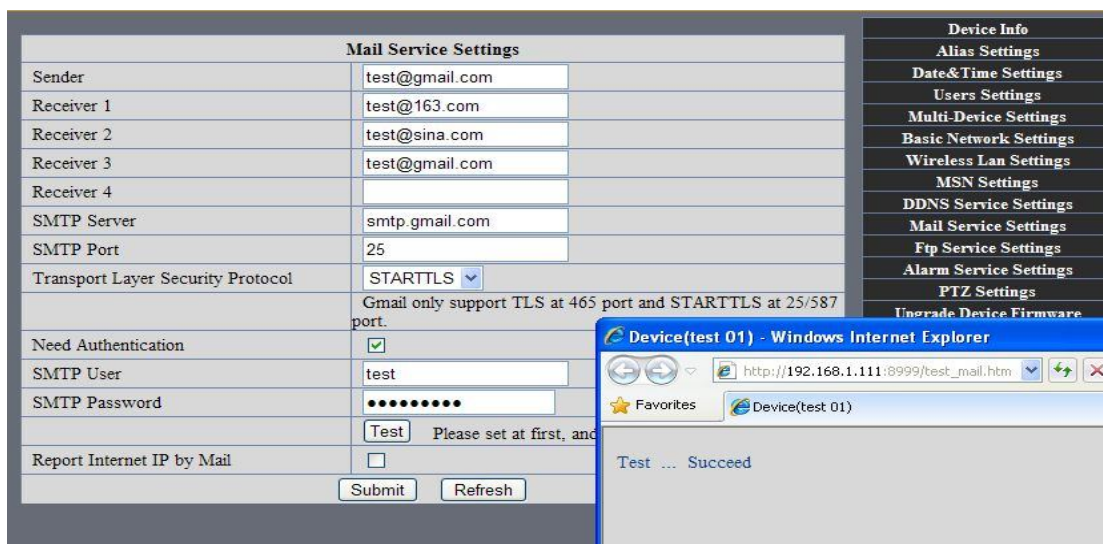 Mail Service Settings
Sender test@gmail.com
Receiver 1 test@163.com
Receiver 2 test@sina.com
Receiver 3 test@gmail.com
Receiver 4
SMTP Server smtp.gmail.com
SMTP Port 25
Transport Layer Security Protocol STARTTLS
Gmail only support TLS at 465 port and STARTTLS at 25/587
port.
Need Authentication
SMTP User test
SMTP Password ●●●●●●●●●
Test Please set at first, and
Report Internet IP by Mail
Submit Refresh
Device Info
Alias Settings
Date&Time Settings
Users Settings
Multi-Device Settings
Basic Network Settings
Wireless Lan Settings
MSN Settings
DDNS Service Settings
Mail Service Settings
Ftp Service Settings
Alarm Service Settings
PTZ Settings
Upgrade Device Firmware
Device(test 01) - Windows Internet Explorer
http://192.168.1.111:8999/test_mail.htm
Favorites Device(test 01)
Test ... Succeed